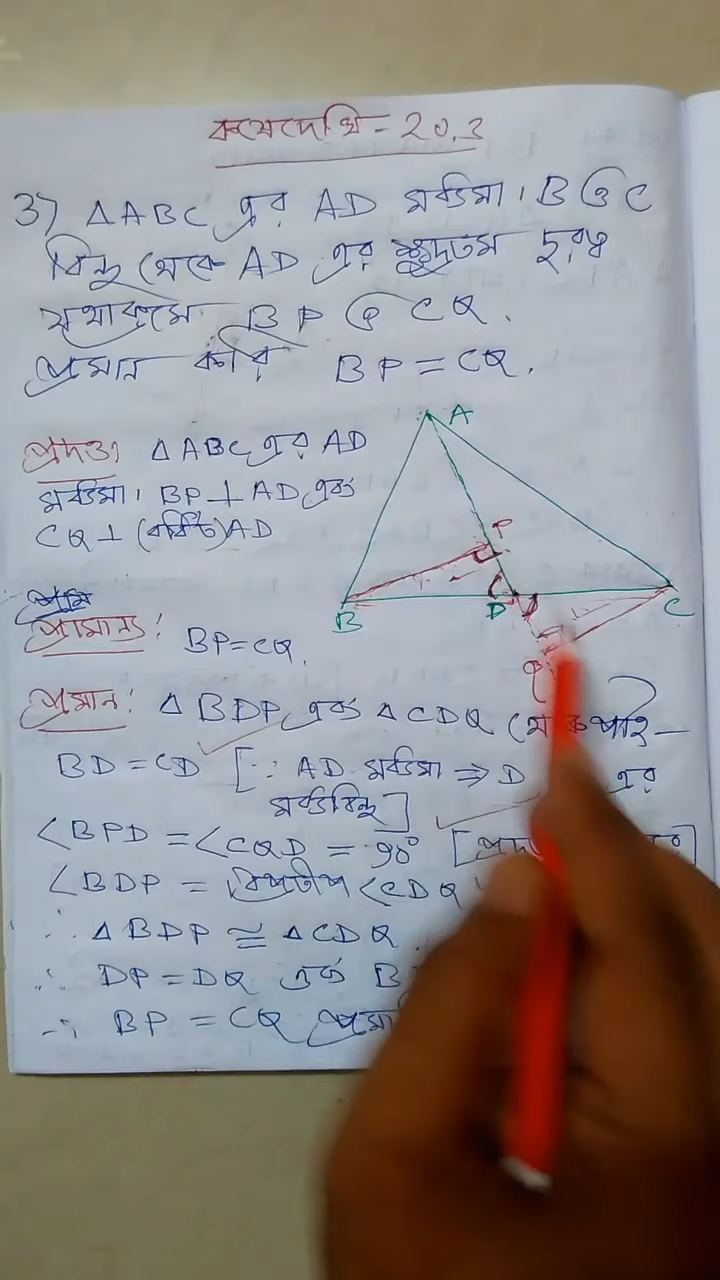 কষেদেখি - 20.3
3) ΔABC এর AD মধ্যমা। B ও C
বিন্দু থেকে AD এর ক্ষুদ্রতম দূরত্ব
যথাক্রমে BP ও CQ.
প্রমান করি BP = CQ.
প্রদত্ত: ΔABC এর AD
মধ্যমা। BP ⊥ AD এবং
CQ ⊥ (বর্ধিত) AD
A
P
B
D
C
Q
প্রামান্য: BP = CQ.
প্রমান: ΔBDP এবং ΔCDQ থেকে পাই—
BD = CD [∵ AD মধ্যমা ⇒ D এর
মধ্যবিন্দু]
∠BPD = ∠CQD = 90° [
∠BDP = বিপ্রতীপ ∠CDQ
∴ ΔBDP ≅ ΔCDQ.
∴ DP = DQ এবং B
∴ BP = CQ